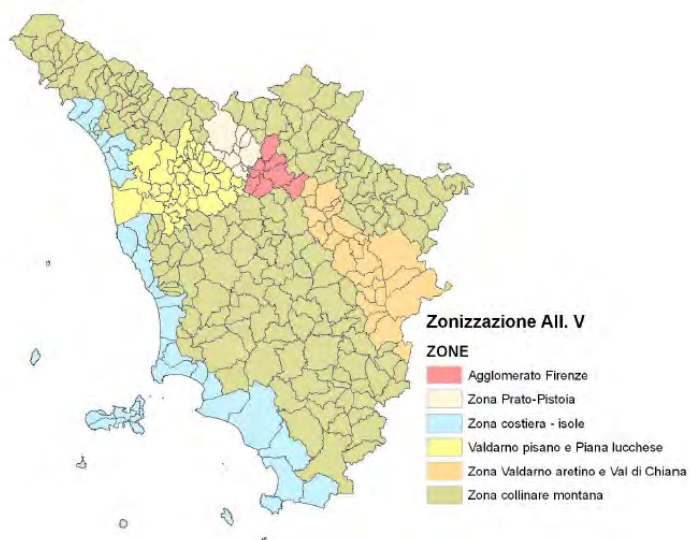 Zonizzazione All. V
ZONE
Agglomerato Firenze
Zona Prato-Pistoia
Zona costiera - isole
Valdarno pisano e Piana lucchese
Zona Valdarno aretino e Val di Chiana
Zona collinare montana